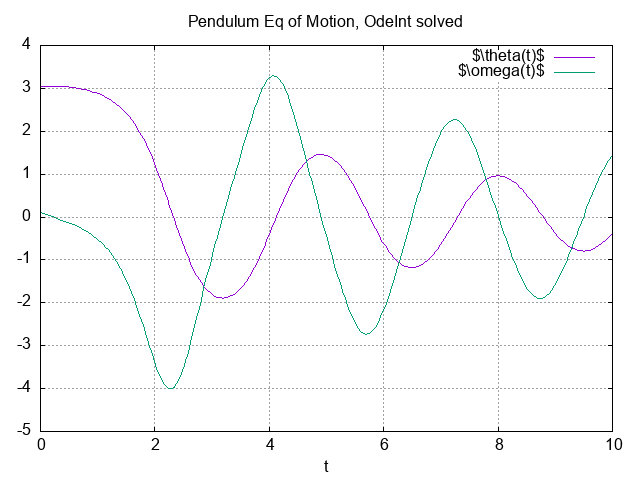 Pendulum Eq of Motion, OdeInt solved
$\theta(t)$
$\omega(t)$
4
3
2
1
0
-1
-2
-3
-4
-5
0 2 4 6 8 10
t